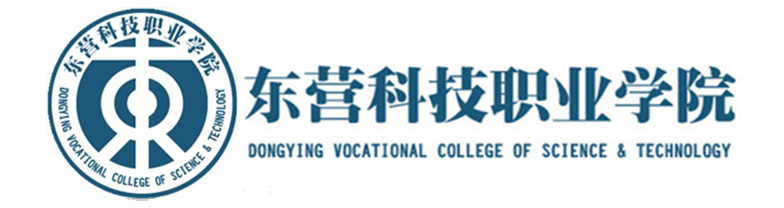 东营科技职业学院
DONGYING VOCATIONAL COLLEGE OF SCIENCE & TECHNOLOGY
东营科技职业学院
DONGYING VOCATIONAL COLLEGE OF SCIENCE & TECHNOLOGY